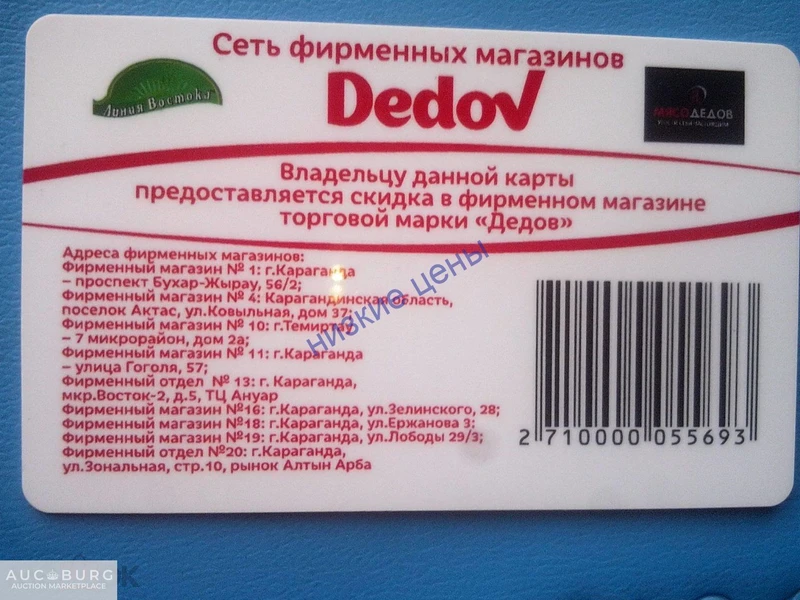 Сеть фирменных магазинов
Линия Востока
Dedov
МЯСОДЕДОВ
Владельцу данной карты
предоставляется скидка в фирменном магазине
торговой марки «Дедов»
Адреса фирменных магазинов:
Фирменный магазин № 1: г.Караганда
– проспект Бухар-Жырау, 56/2;
Фирменный магазин № 4: Карагандинская область,
поселок Актас, ул.Ковыльная, дом 37;
Фирменный магазин № 10: г.Темиртау
– 7 микрорайон, дом 2а;
Фирменный магазин № 11: г.Караганда
– улица Гоголя, 57;
Фирменный отдел № 13: г. Караганда,
мкр.Восток-2, д.5, ТЦ Ануар
Фирменный магазин №16: г.Караганда, ул.Зелинского, 28;
Фирменный магазин №18: г.Караганда, ул.Ержанова 3;
Фирменный магазин №19: г.Караганда, ул.Лободы 29/3;
Фирменный отдел №20: г.Караганда,
ул.Зональная, стр.10, рынок Алтын Арба
2 710000 055693
низкие цены
AUC BURG
AUCTION MARKETPLACE